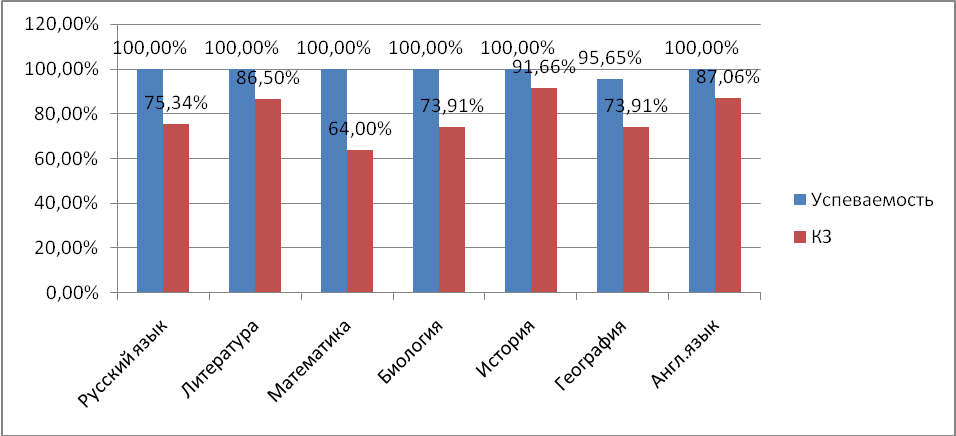 120,00%
100,00%
80,00%
60,00%
40,00%
20,00%
0,00%
100,00% 100,00% 100,00% 100,00% 100,00% 95,65% 100,00%
75,34% 86,50% 64,00% 73,91% 91,66% 73,91% 87,06%
Русский язык
Литература
Математика
Биология
История
География
Англ.язык
Успеваемость
КЗ